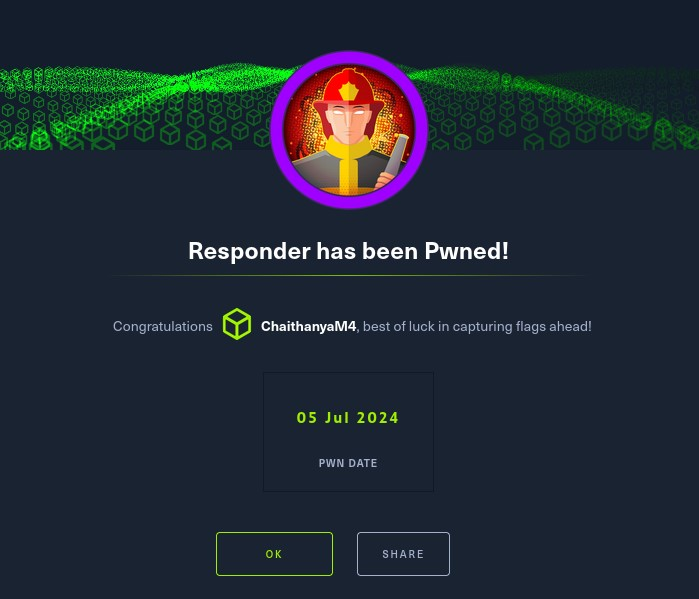 Responder has been Pwned!
Congratulations ChaithanyaM4, best of luck in capturing flags ahead!
05 Jul 2024
PWN DATE
OK SHARE